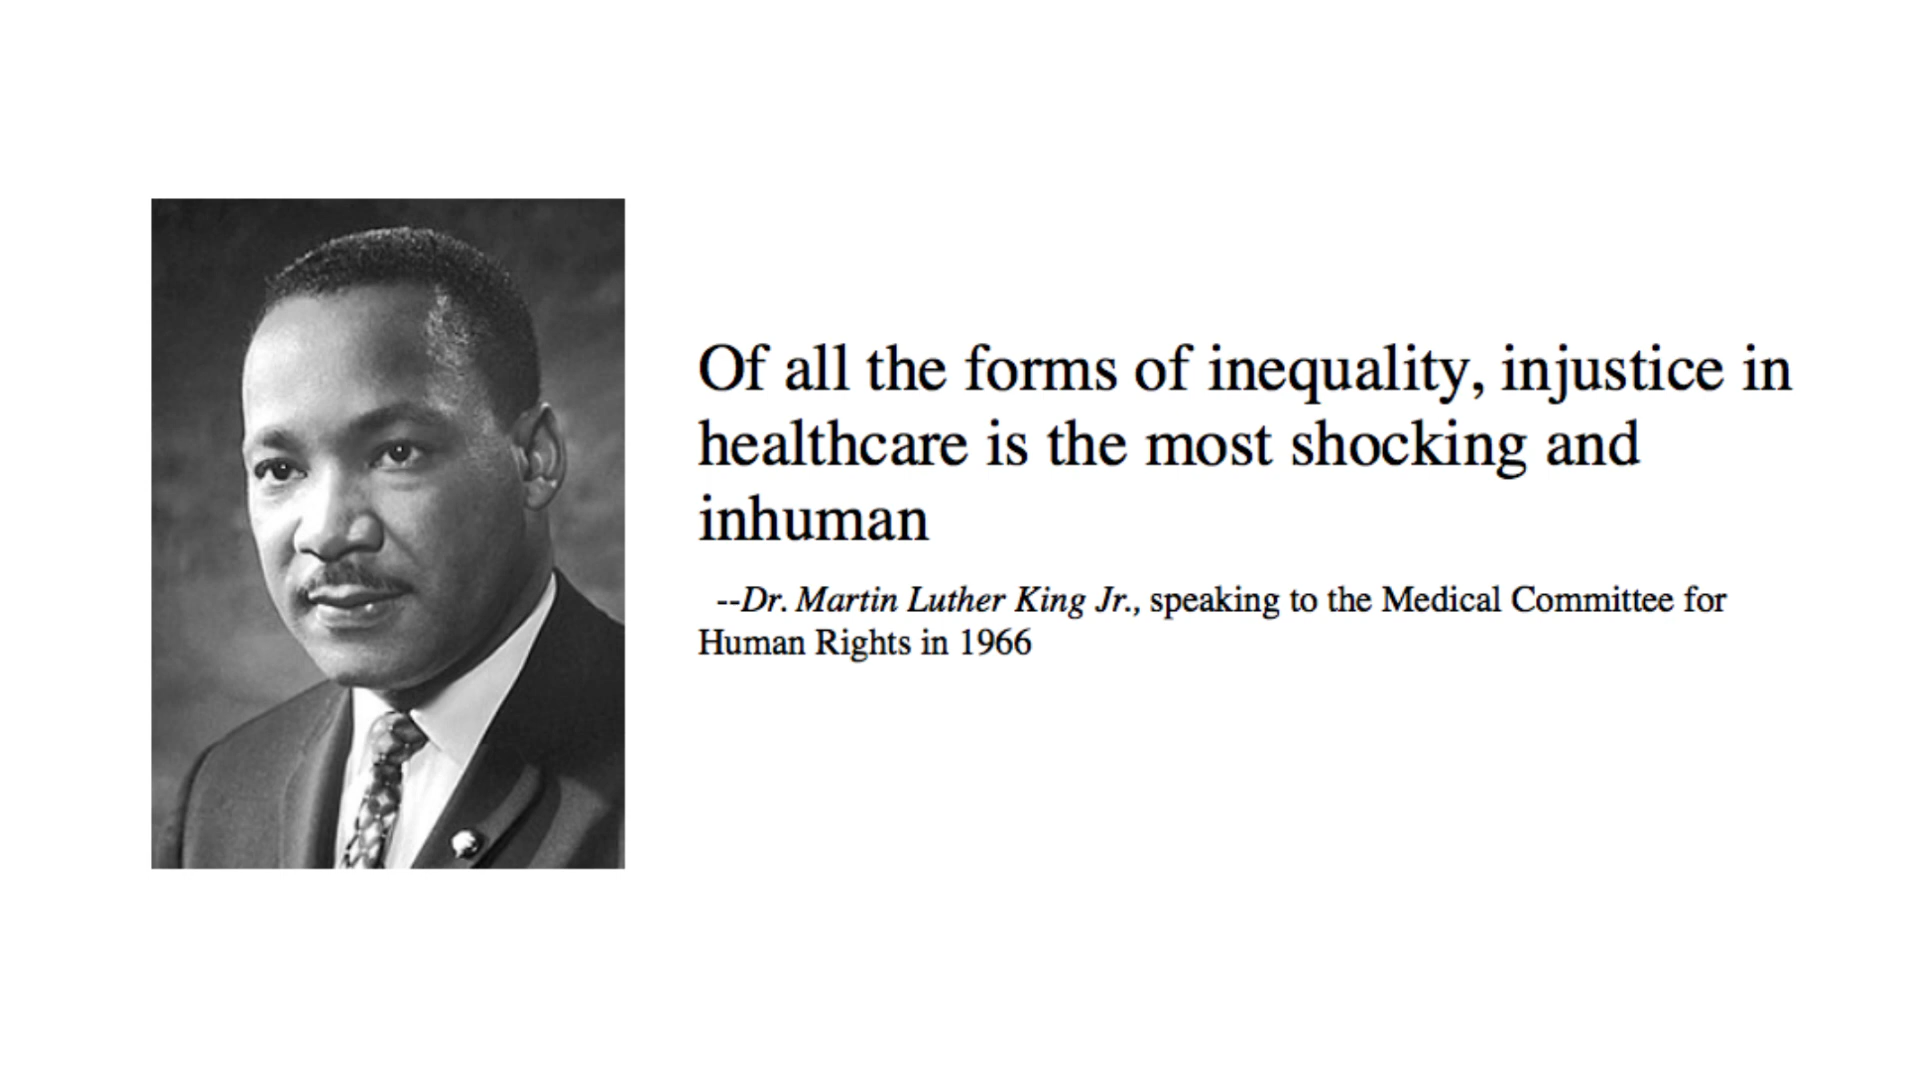 Of all the forms of inequality, injustice in
healthcare is the most shocking and
inhuman
--Dr. Martin Luther King Jr., speaking to the Medical Committee for
Human Rights in 1966